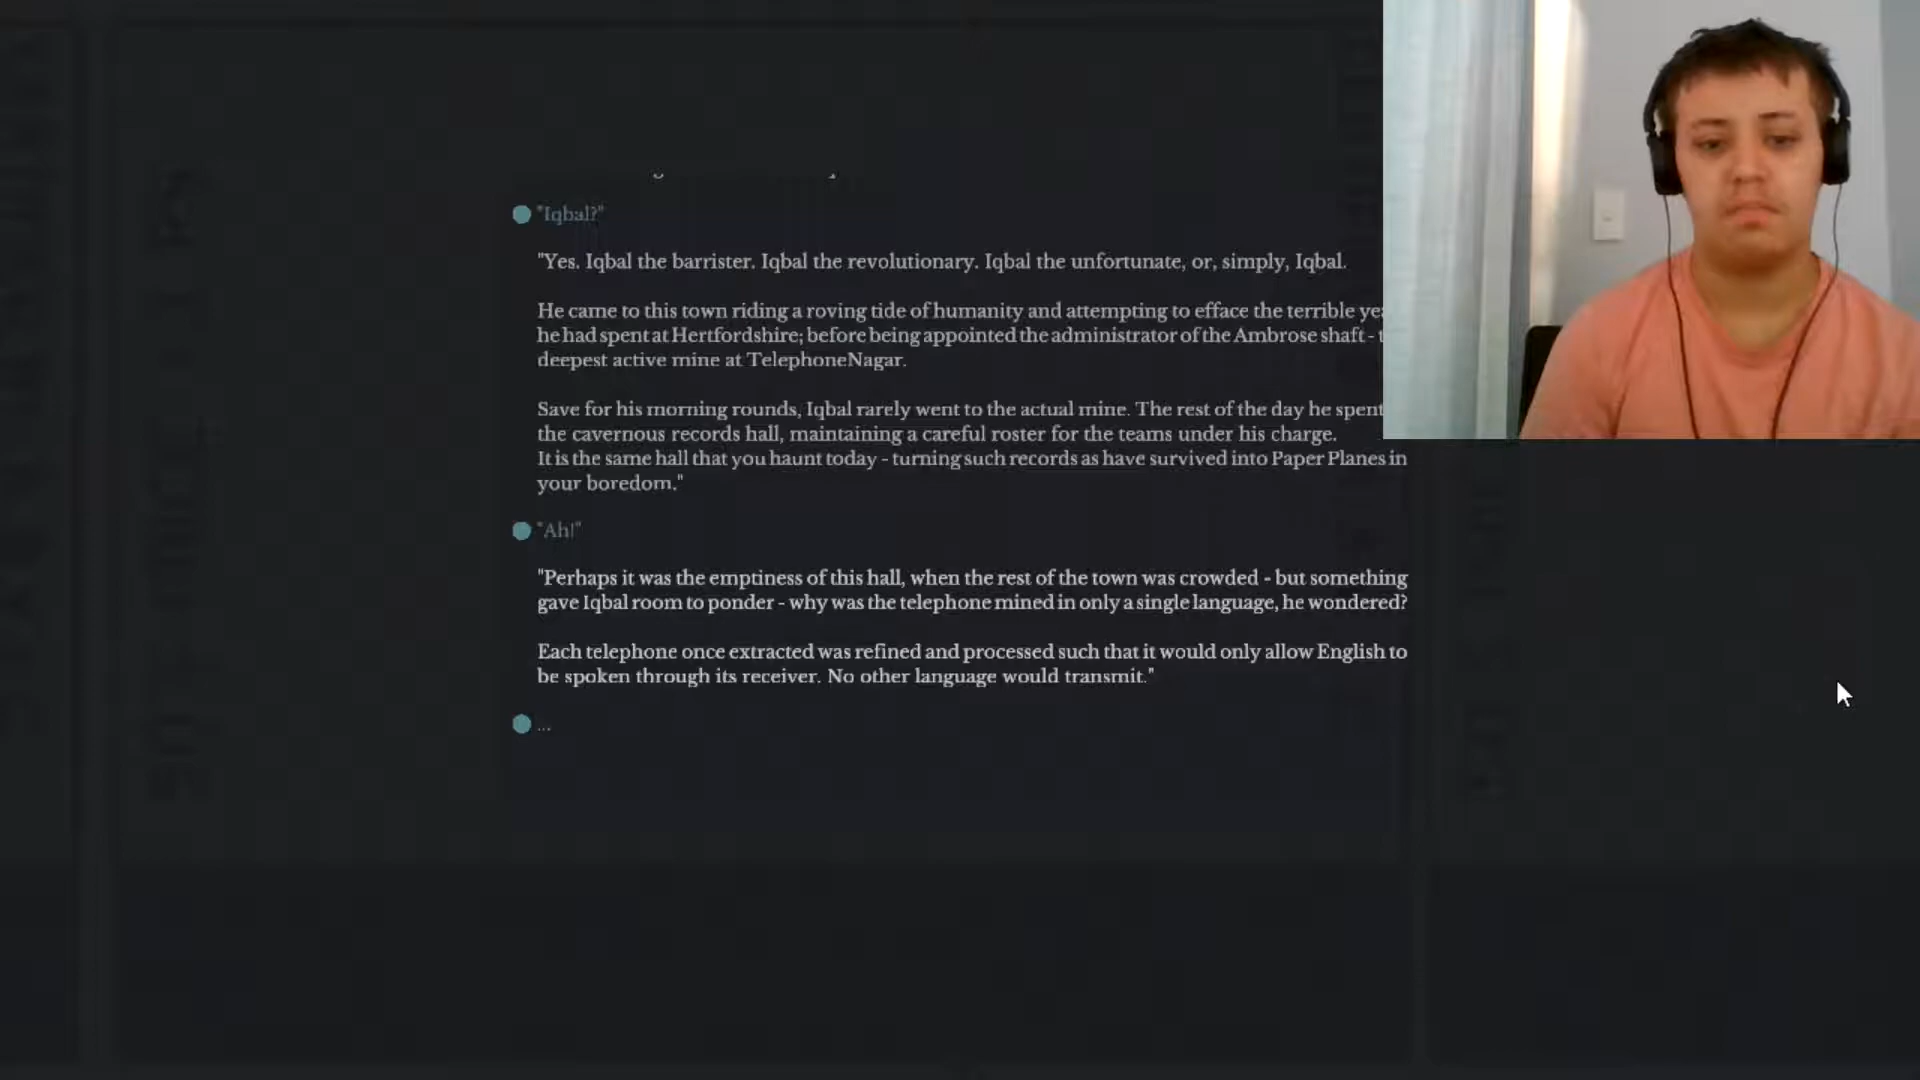 "Iqbal?"
"Yes. Iqbal the barrister. Iqbal the revolutionary. Iqbal the unfortunate, or, simply, Iqbal.
He came to this town riding a roving tide of humanity and attempting to efface the terrible
he had spent at Hertfordshire; before being appointed the administrator of the Ambrose shaft -
deepest active mine at TelephoneNagar.
Save for his morning rounds, Iqbal rarely went to the actual mine. The rest of the day he spent
the cavernous records hall, maintaining a careful roster for the teams under his charge.
It is the same hall that you haunt today - turning such records as have survived into Paper Planes in
your boredom."
"Ah!"
"Perhaps it was the emptiness of this hall, when the rest of the town was crowded - but something
gave Iqbal room to ponder - why was the telephone mined in only a single language, he wondered?
Each telephone once extracted was refined and processed such that it would only allow English to
be spoken through its receiver. No other language would transmit."
...